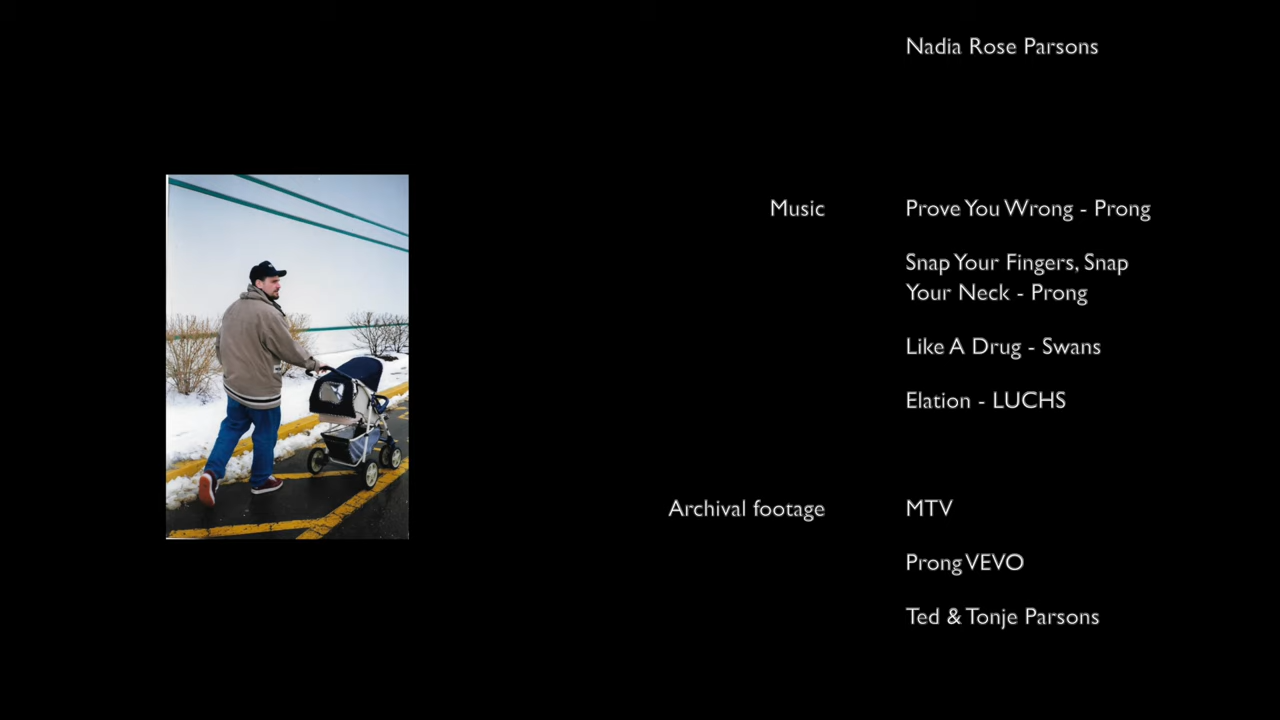 Nadia Rose Parsons
Music
Prove You Wrong - Prong
Snap Your Fingers, Snap
Your Neck - Prong
Like A Drug - Swans
Elation - LUCHS
Archival footage
MTV
Prong VEVO
Ted & Tonje Parsons